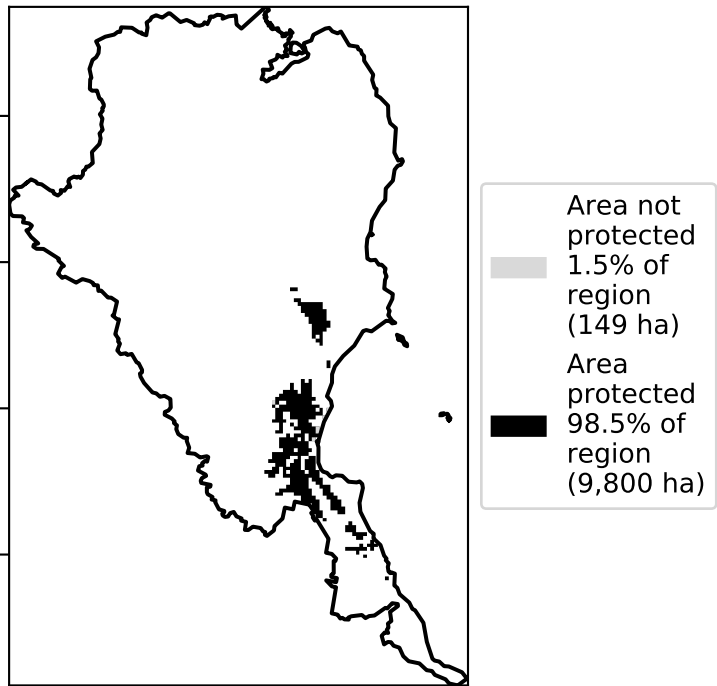 Area not
protected
1.5% of
region
(149 ha)
Area
protected
98.5% of
region
(9,800 ha)